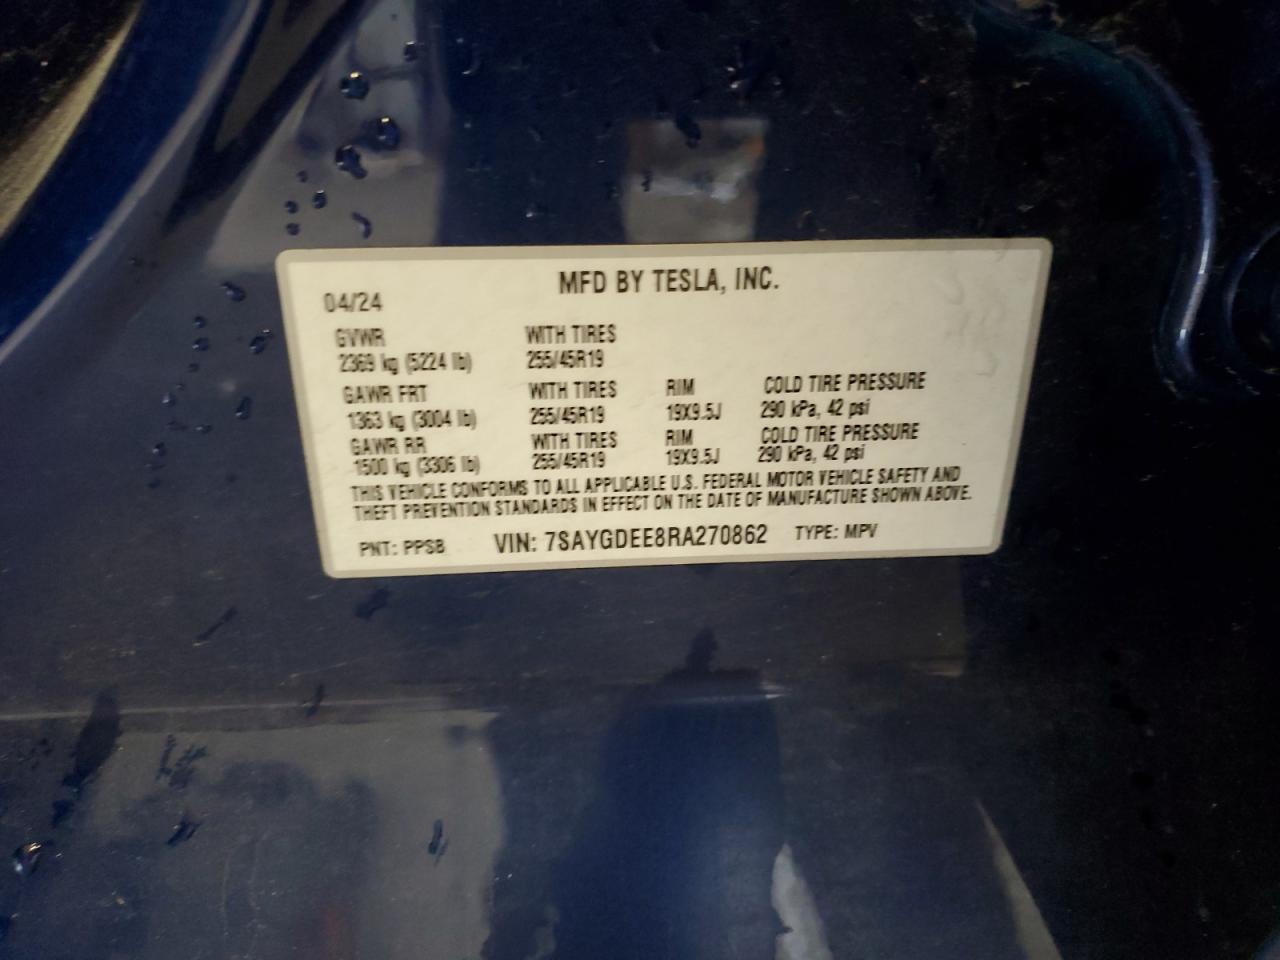 MFD BY TESLA, INC.
04/24
GVWR WITH TIRES
2369 kg (5224 lb) 255/45R19
GAWR FRT WITH TIRES RIM COLD TIRE PRESSURE
1363 kg (3004 lb) 255/45R19 19X9.5J 290 kPa, 42 psi
GAWR RR WITH TIRES RIM COLD TIRE PRESSURE
1500 kg (3306 lb) 255/45R19 19X9.5J 290 kPa, 42 psi
THIS VEHICLE CONFORMS TO ALL APPLICABLE U.S. FEDERAL MOTOR VEHICLE SAFETY AND
THEFT PREVENTION STANDARDS IN EFFECT ON THE DATE OF MANUFACTURE SHOWN ABOVE.
PNT: PPSB VIN: 7SAYGDEE8RA270862 TYPE: MPV